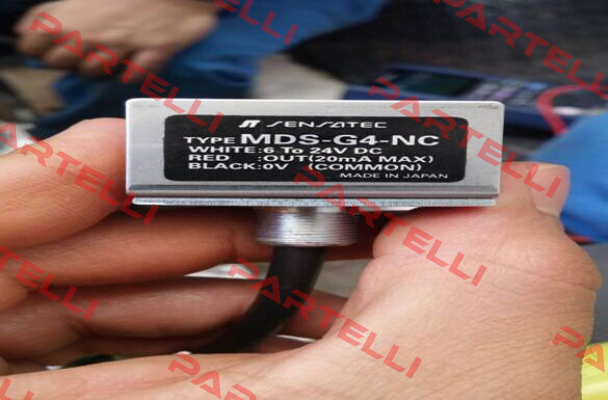 SENSATEC
TYPE MDS-G4-NC
WHITE:6 To 24V DC
RED :OUT(20mA MAX)
BLACK:0V (COMMON)
MADE IN JAPAN
PARTELLI
PARTELLI
PARTELLI
PARTELLI
PARTELLI
PARTELLI